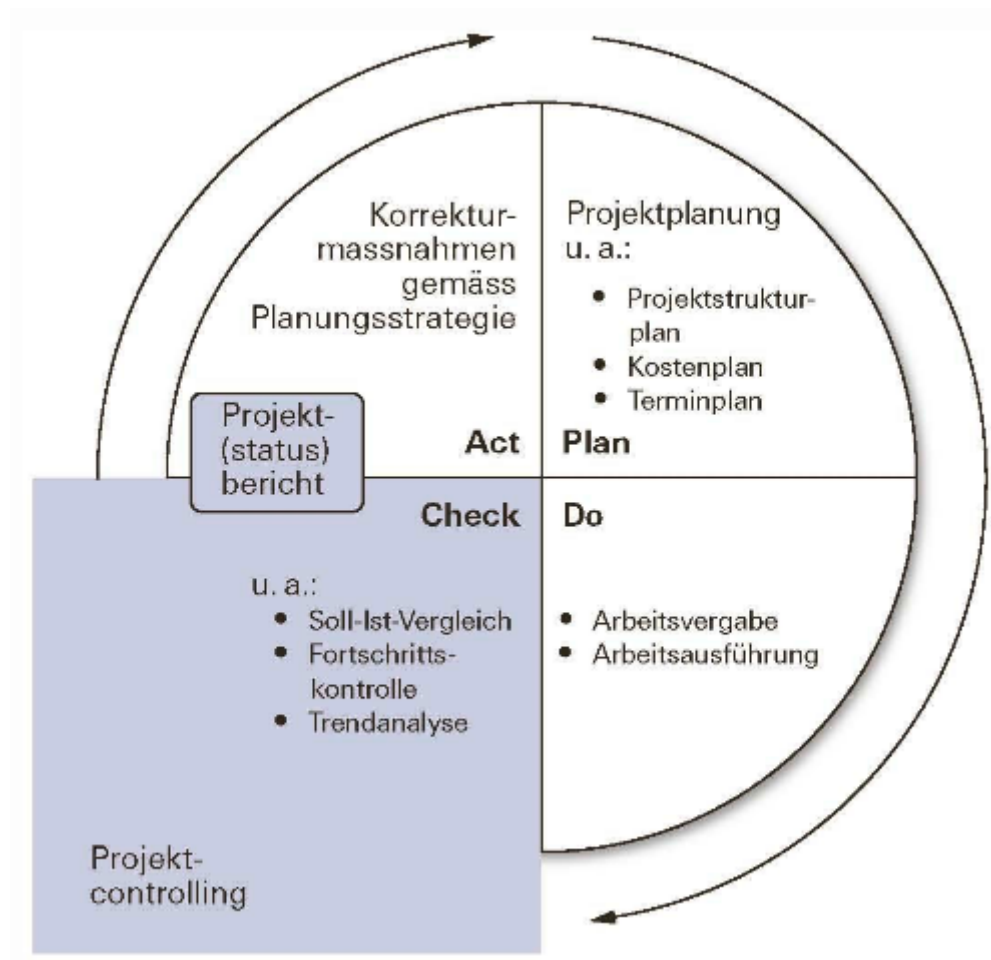 Korrektur-
massnahmen
gemäss
Planungsstrategie
Projektplanung
u. a.:
• Projektstruktur-
plan
• Kostenplan
• Terminplan
Projekt-
(status)
bericht
Act
Plan
Check
Do
u. a.:
• Soll-Ist-Vergleich
• Fortschritts-
kontrolle
• Trendanalyse
• Arbeitsvergabe
• Arbeitsausführung
Projekt-
controlling